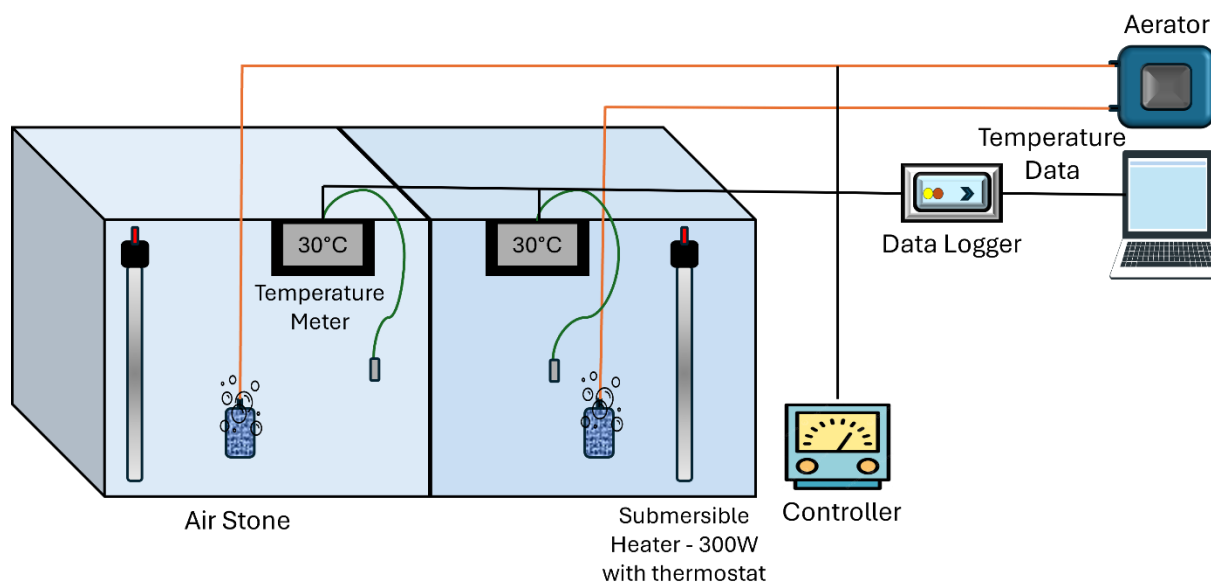 Aerator
Temperature
Data
30°C
30°C
Data Logger
Temperature
Meter
Air Stone
Submersible
Heater - 300W
with thermostat
Controller